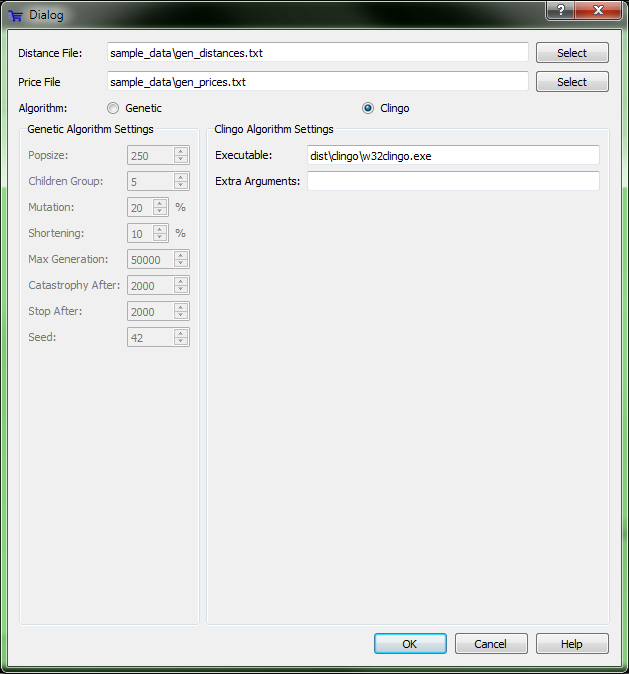 Dialog
Distance File: sample_data\gen_distances.txt Select
Price File sample_data\gen_prices.txt Select
Algorithm: Genetic Clingo
Genetic Algorithm Settings Clingo Algorithm Settings
Popsize: 250 Executable: dist\clingo\w32clingo.exe
Children Group: 5 Extra Arguments:
Mutation: 20 %
Shortening: 10 %
Max Generation: 50000
Catastrophy After: 2000
Stop After: 2000
Seed: 42
OK Cancel Help